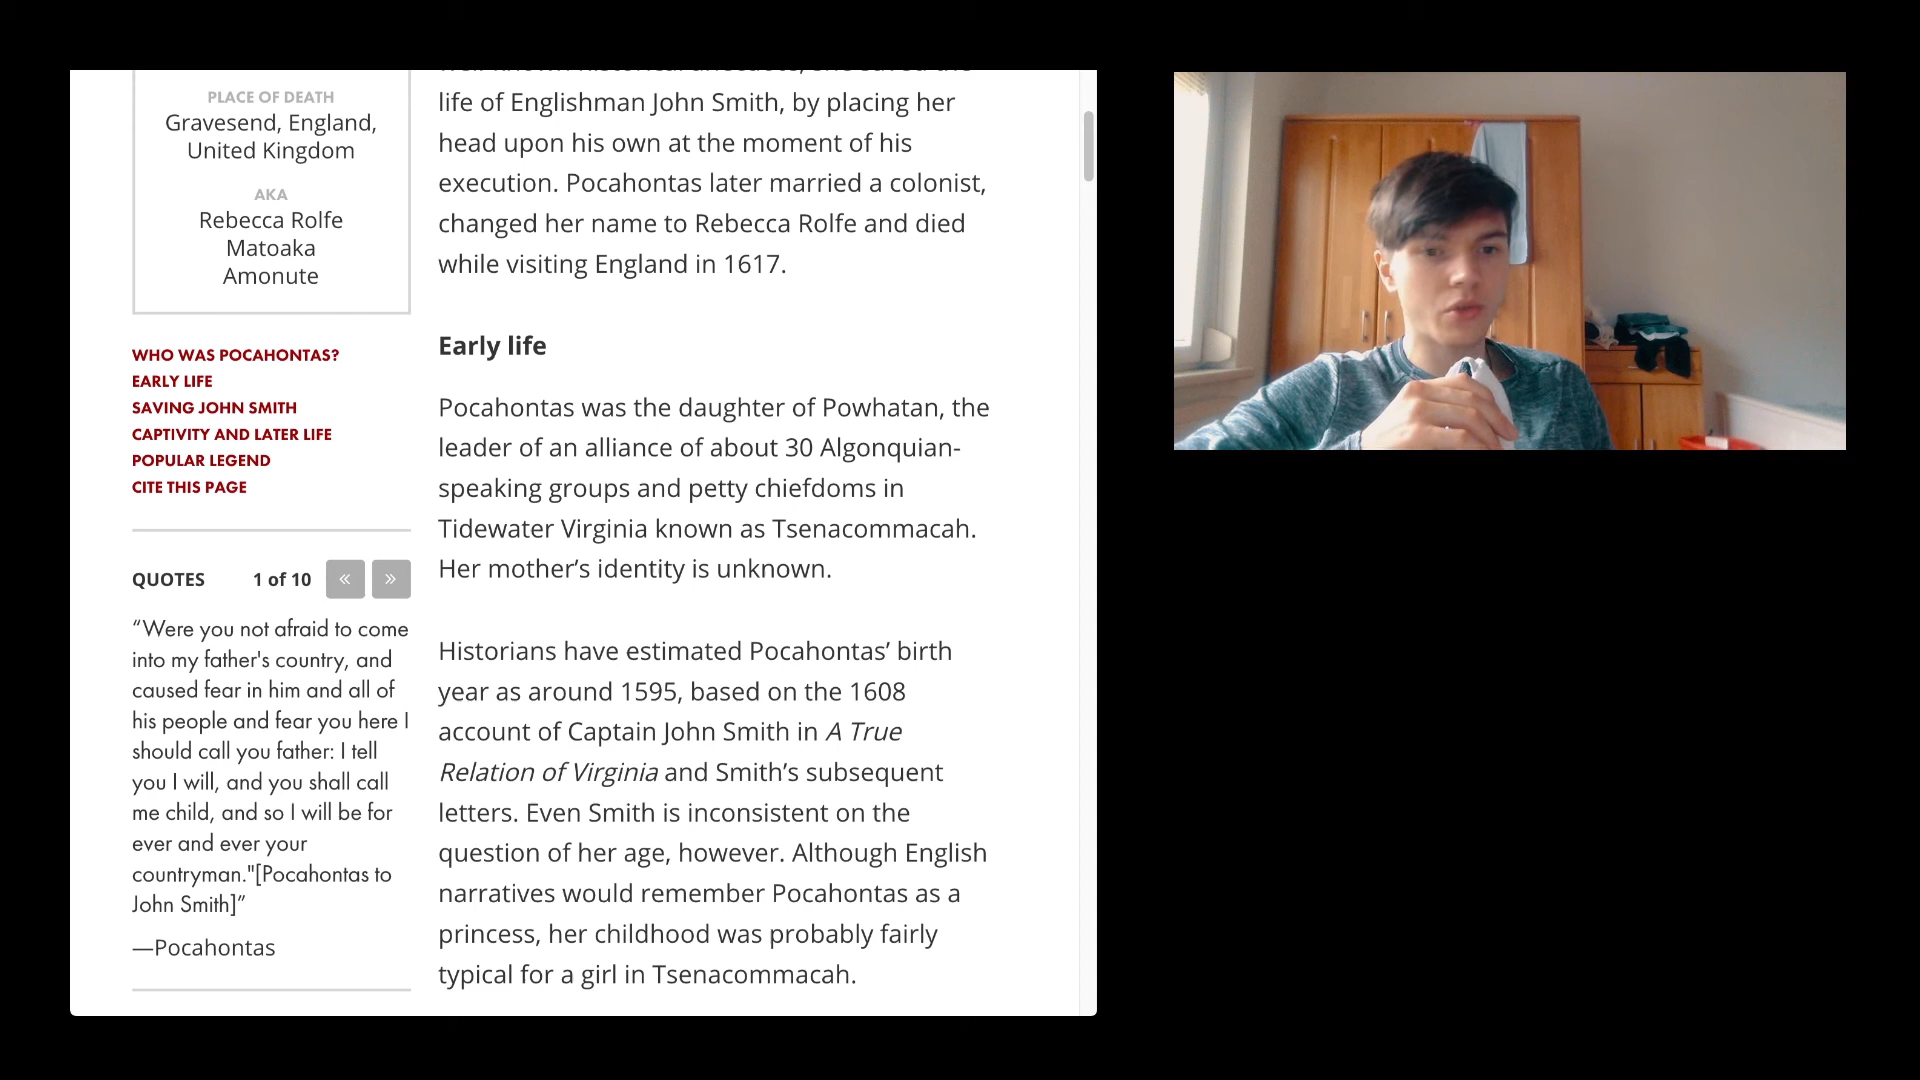 PLACE OF DEATH
Gravesend, England,
United Kingdom
AKA
Rebecca Rolfe
Matoaka
Amonute
WHO WAS POCAHONTAS?
EARLY LIFE
SAVING JOHN SMITH
CAPTIVITY AND LATER LIFE
POPULAR LEGEND
CITE THIS PAGE
QUOTES 1 of 10 « »
“Were you not afraid to come
into my father's country, and
caused fear in him and all of
his people and fear you here I
should call you father: I tell
you I will, and you shall call
me child, and so I will be for
ever and ever your
countryman."[Pocahontas to
John Smith]”
—Pocahontas
life of Englishman John Smith, by placing her
head upon his own at the moment of his
execution. Pocahontas later married a colonist,
changed her name to Rebecca Rolfe and died
while visiting England in 1617.
Early life
Pocahontas was the daughter of Powhatan, the
leader of an alliance of about 30 Algonquian-
speaking groups and petty chiefdoms in
Tidewater Virginia known as Tsenacommacah.
Her mother’s identity is unknown.
Historians have estimated Pocahontas’ birth
year as around 1595, based on the 1608
account of Captain John Smith in A True
Relation of Virginia and Smith’s subsequent
letters. Even Smith is inconsistent on the
question of her age, however. Although English
narratives would remember Pocahontas as a
princess, her childhood was probably fairly
typical for a girl in Tsenacommacah.